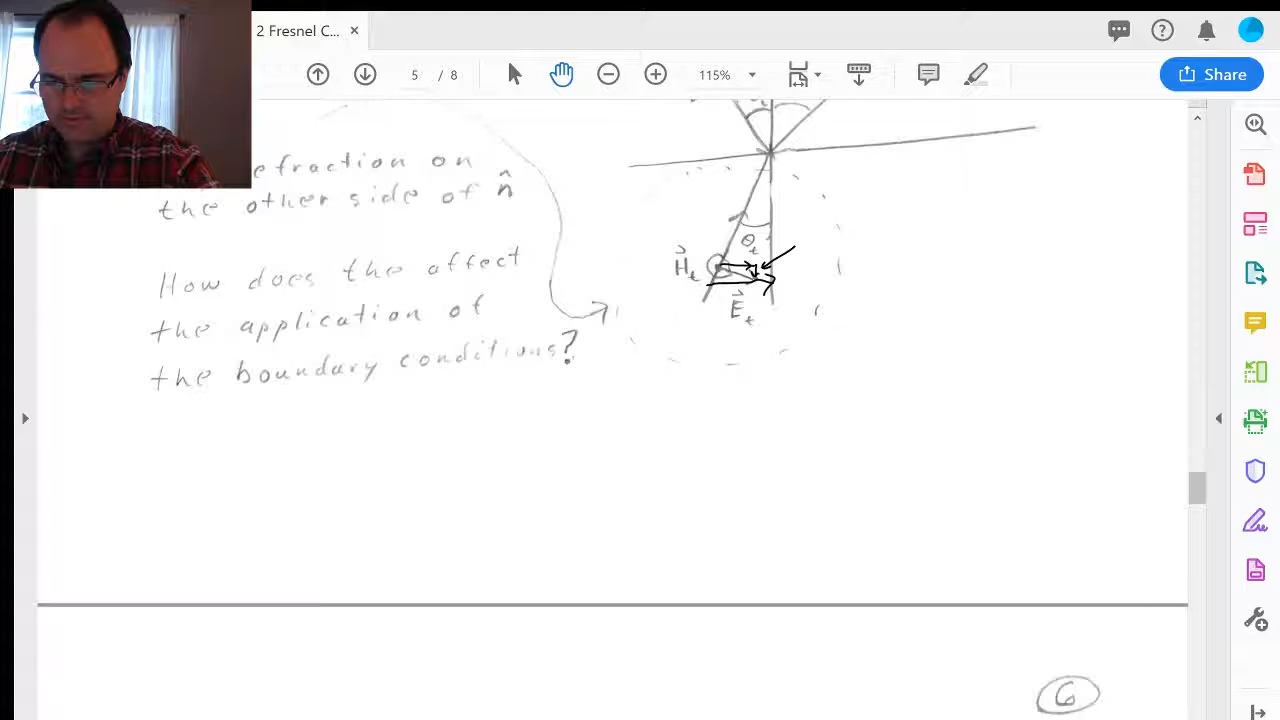 2 Fresnel C...
5 / 8
115%
Share
efraction on
the other side of n̂
How does the affect
the application of
the boundary conditions?
θt
H⃗t
E⃗t
6